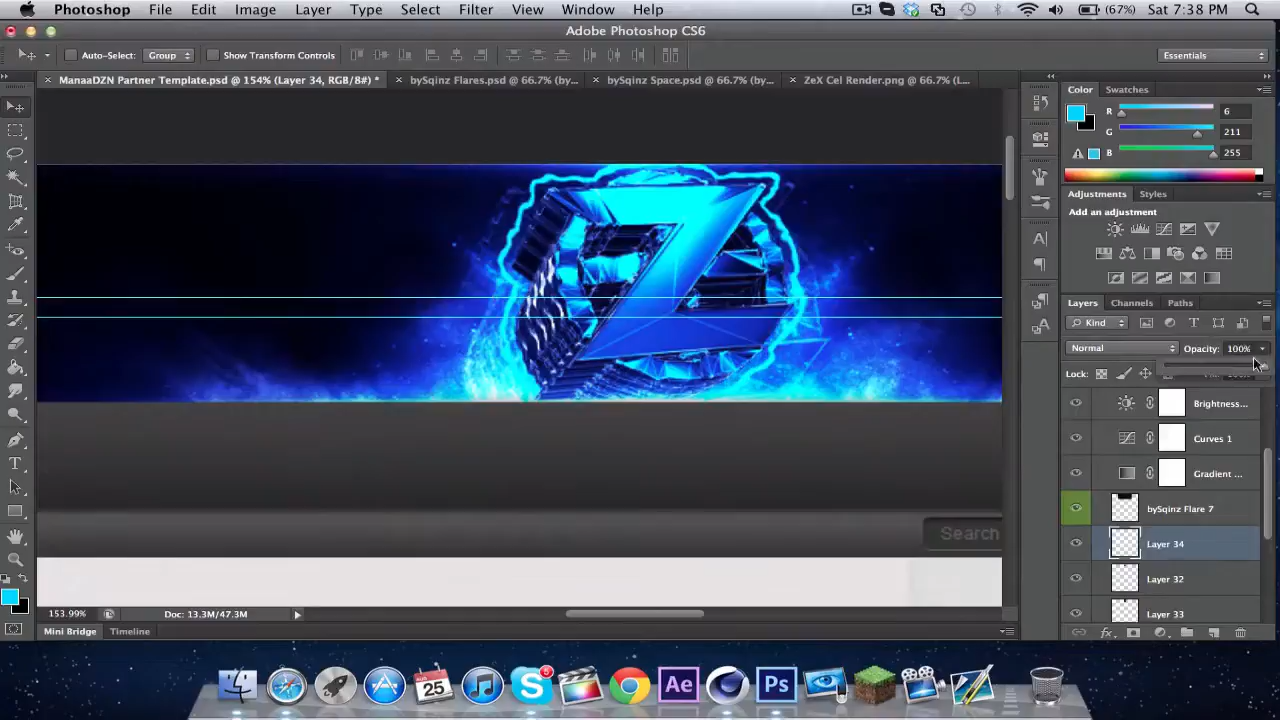 Photoshop File Edit Image Layer Type Select Filter View Window Help (67%) Sat 7:38 PM
Adobe Photoshop CS6
Auto-Select: Group Show Transform Controls Essentials
ManaaDZN Partner Template.psd @ 154% (Layer 34, RGB/8#) * bySqinz Flares.psd @ 66.7% (by... bySqinz Space.psd @ 66.7% (by... ZeX Cel Render.png @ 66.7% (L...
Color Swatches
R 6
G 211
B 255
Adjustments Styles
Add an adjustment
Layers Channels Paths
Kind
Normal Opacity: 100%
Lock:
Brightness...
Curves 1
Gradient ...
bySqinz Flare 7
Layer 34
Layer 32
Layer 33
Z
Search
153.99% Doc: 13.3M/47.3M
Mini Bridge Timeline
25
Ae
Ps